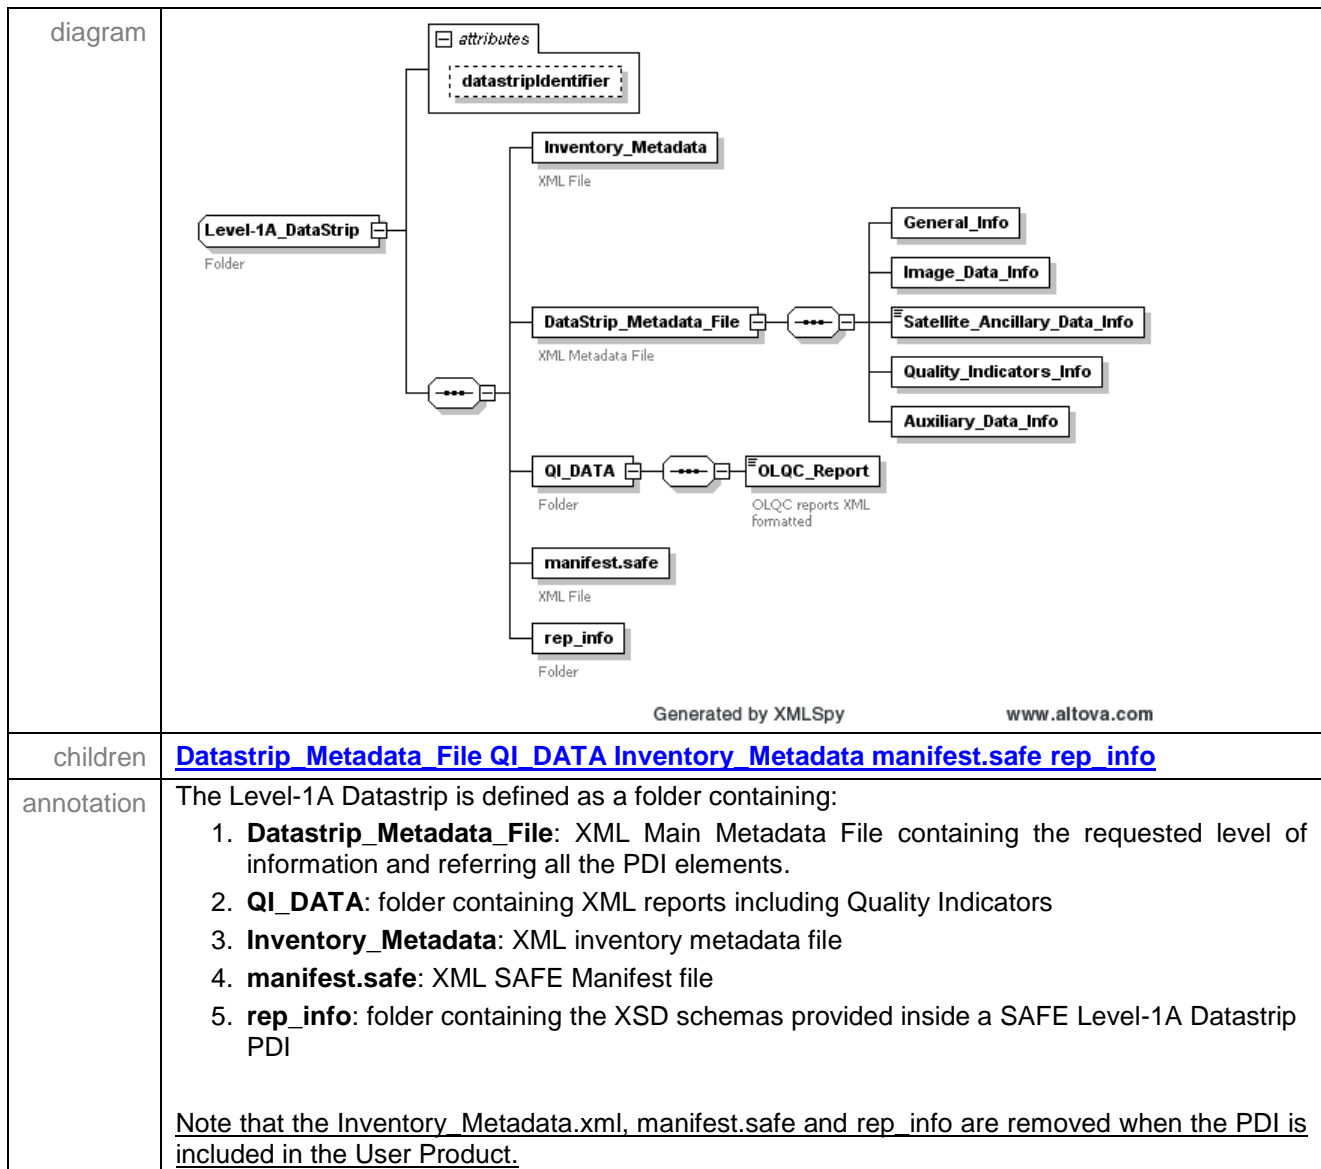 diagram
attributes
datastripIdentifier
Inventory_Metadata
XML File
Level-1A_DataStrip
Folder
General_Info
Image_Data_Info
DataStrip_Metadata_File
XML Metadata File
Satellite_Ancillary_Data_Info
Quality_Indicators_Info
Auxiliary_Data_Info
QI_DATA
Folder
OLQC_Report
OLQC reports XML
formatted
manifest.safe
XML File
rep_info
Folder
Generated by XMLSpy www.altova.com
children
Datastrip_Metadata_File QI_DATA Inventory_Metadata manifest.safe rep_info
annotation
The Level-1A Datastrip is defined as a folder containing:
1. Datastrip_Metadata_File: XML Main Metadata File containing the requested level of
information and referring all the PDI elements.
2. QI_DATA: folder containing XML reports including Quality Indicators
3. Inventory_Metadata: XML inventory metadata file
4. manifest.safe: XML SAFE Manifest file
5. rep_info: folder containing the XSD schemas provided inside a SAFE Level-1A Datastrip
PDI
Note that the Inventory_Metadata.xml, manifest.safe and rep_info are removed when the PDI is
included in the User Product.